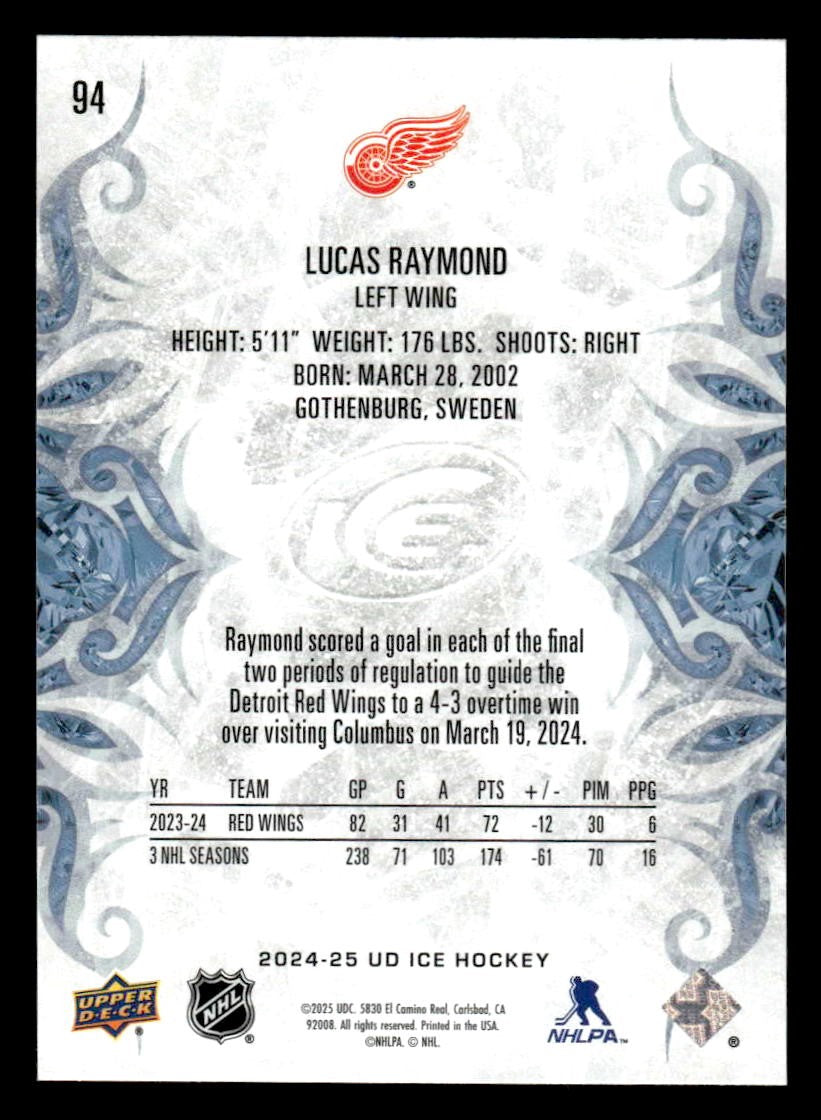 94
LUCAS RAYMOND
LEFT WING
HEIGHT: 5'11" WEIGHT: 176 LBS. SHOOTS: RIGHT
BORN: MARCH 28, 2002
GOTHENBURG, SWEDEN
ICE
Raymond scored a goal in each of the final
two periods of regulation to guide the
Detroit Red Wings to a 4-3 overtime win
over visiting Columbus on March 19, 2024.
YR TEAM GP G A PTS +/- PIM PPG
2023-24 RED WINGS 82 31 41 72 -12 30 6
3 NHL SEASONS 238 71 103 174 -61 70 16
2024-25 UD ICE HOCKEY
UPPER
D·E·C·K
®
NHL
®
©2025 UDC. 5830 El Camino Real, Carlsbad, CA
92008. All rights reserved. Printed in the USA.
©NHLPA. © NHL.
NHLPA™
®
®